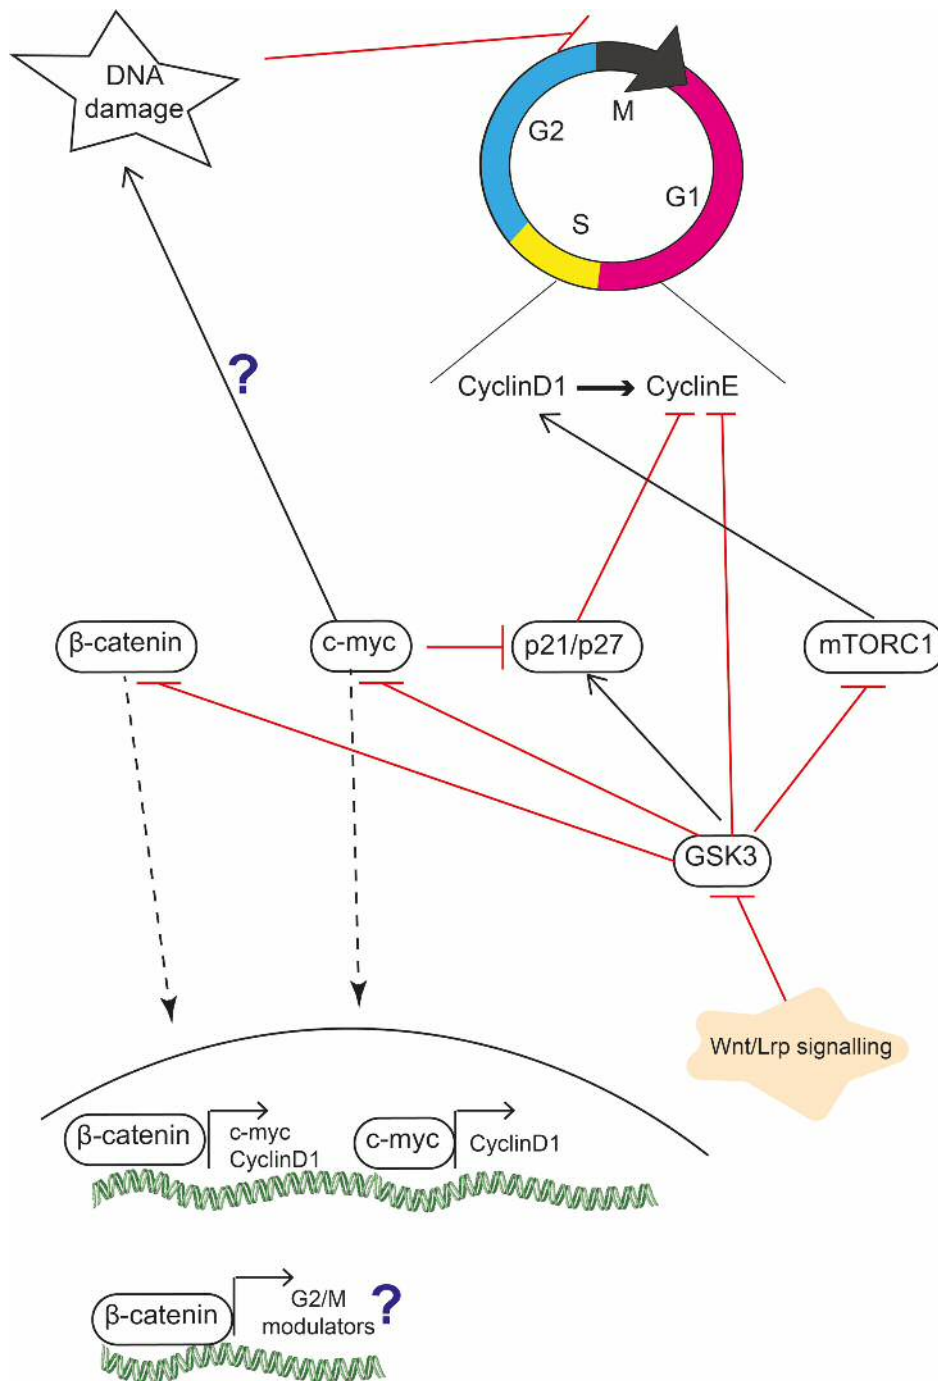 DNA
damage
M
G2
G1
S
?
CyclinD1
CyclinE
β-catenin
c-myc
p21/p27
mTORC1
GSK3
Wnt/Lrp signalling
β-catenin
c-myc
CyclinD1
c-myc
CyclinD1
β-catenin
G2/M
modulators
?